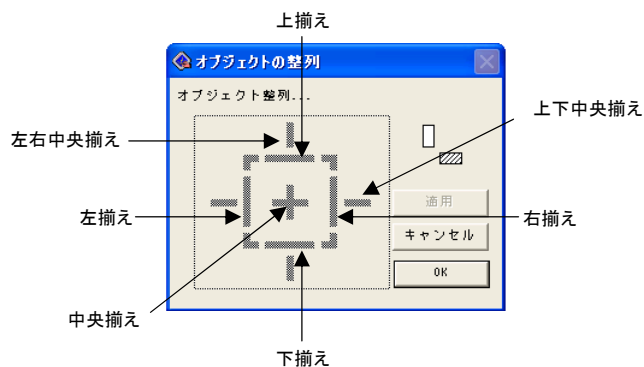 上揃え
オブジェクトの整列
オブジェクト整列...
上下中央揃え
左右中央揃え
適用
左揃え
右揃え
キャンセル
OK
中央揃え
下揃え